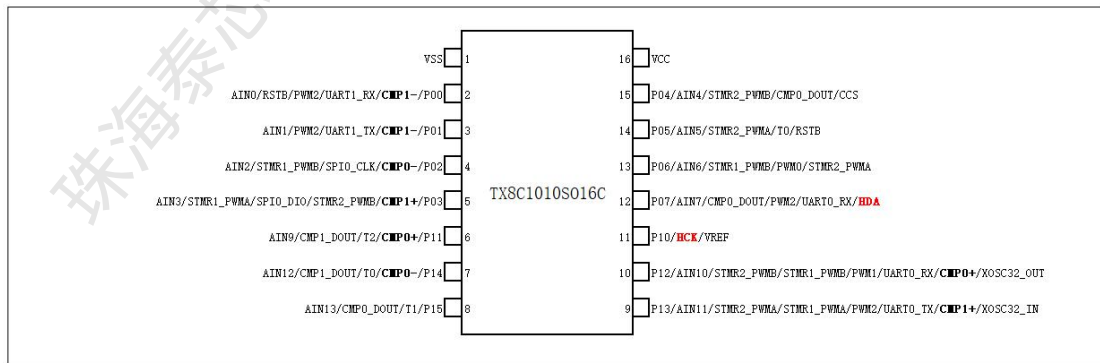 珠海泰芯
VSS 1
AIN0/RSTB/PWM2/UART1_RX/CMP1-/P00 2
AIN1/PWM2/UART1_TX/CMP1-/P01 3
AIN2/STMR1_PWMB/SPI0_CLK/CMP0-/P02 4
AIN3/STMR1_PWMA/SPI0_DIO/STMR2_PWMB/CMP1+/P03 5
AIN9/CMP1_DOUT/T2/CMP0+/P11 6
AIN12/CMP1_DOUT/T0/CMP0-/P14 7
AIN13/CMP0_DOUT/T1/P15 8
TX8C1010S016C
16 VCC
15 P04/AIN4/STMR2_PWMB/CMP0_DOUT/CCS
14 P05/AIN5/STMR2_PWMA/T0/RSTB
13 P06/AIN6/STMR1_PWMB/PWM0/STMR2_PWMA
12 P07/AIN7/CMP0_DOUT/PWM2/UART0_RX/HDA
11 P10/HCK/VREF
10 P12/AIN10/STMR2_PWMB/STMR1_PWMB/PWM1/UART0_RX/CMP0+/XOSC32_OUT
9 P13/AIN11/STMR2_PWMA/STMR1_PWMA/PWM2/UART0_TX/CMP1+/XOSC32_IN